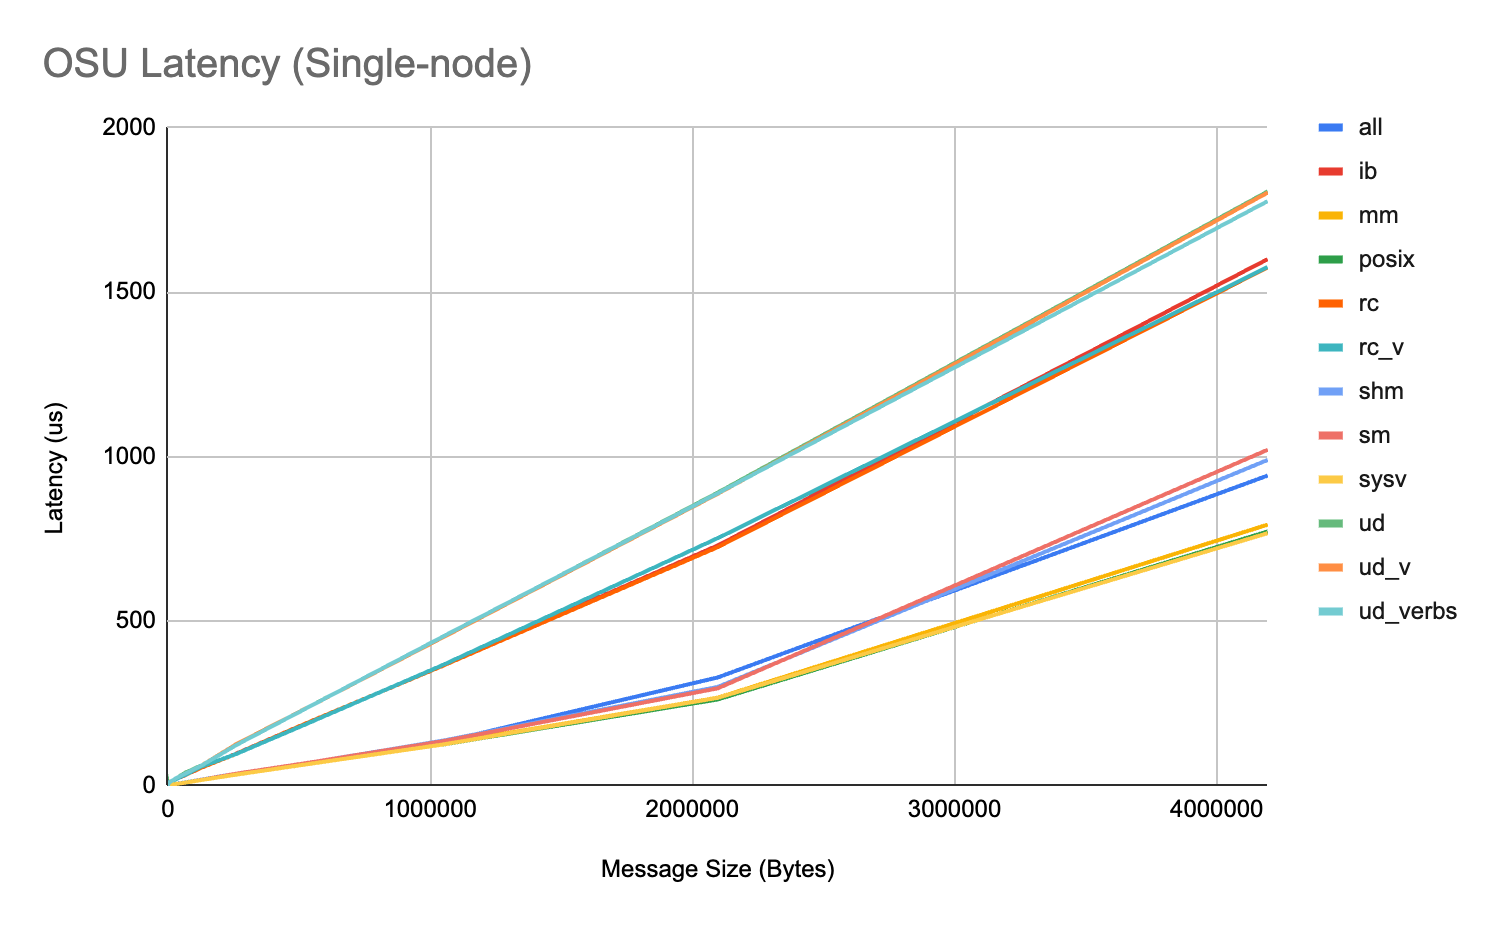 OSU Latency (Single-node)
2000
1500
1000
500
0
Latency (us)
0 1000000 2000000 3000000 4000000
Message Size (Bytes)
all
ib
mm
posix
rc
rc_v
shm
sm
sysv
ud
ud_v
ud_verbs